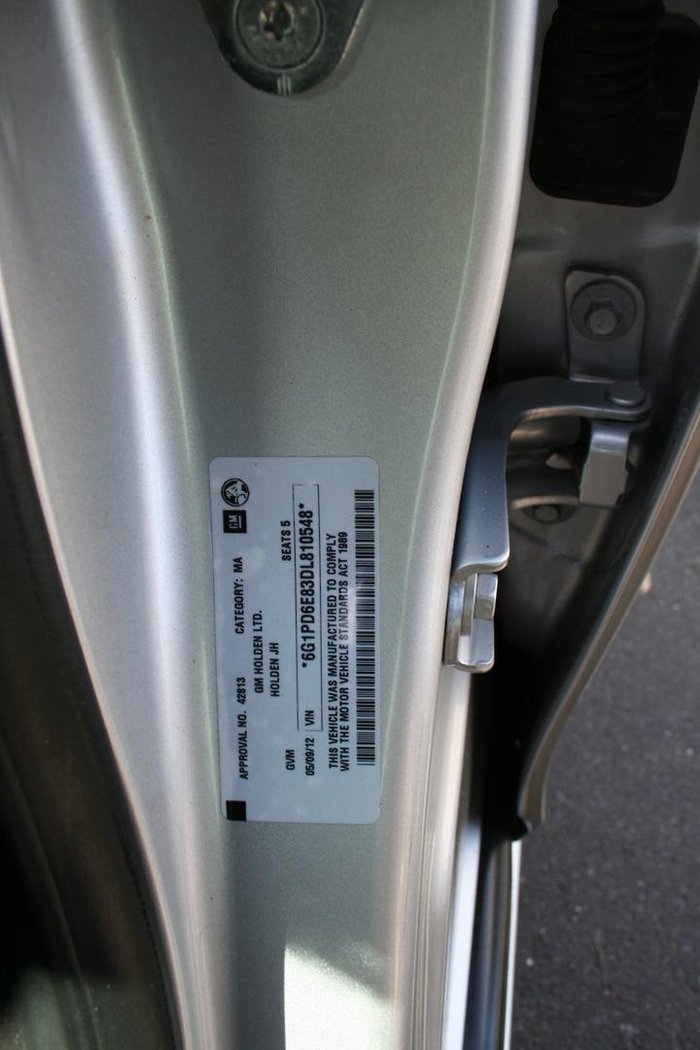 APPROVAL NO. 42813 CATEGORY: MA GM
GM HOLDEN LTD.
HOLDEN JH
GVM SEATS 5
05/09/12 VIN *6G1PD6E83DL810548*
THIS VEHICLE WAS MANUFACTURED TO COMPLY
WITH THE MOTOR VEHICLE STANDARDS ACT 1989